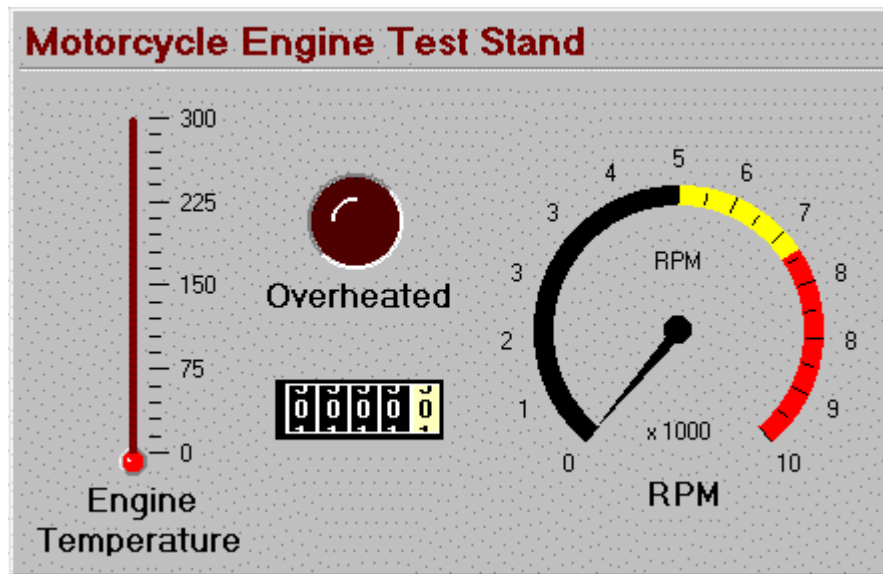 Motorcycle Engine Test Stand
300
225
150
75
0
Engine
Temperature
Overheated
00000
0
1
2
3
3
4
5
6
7
8
8
9
10
RPM
x 1000
RPM